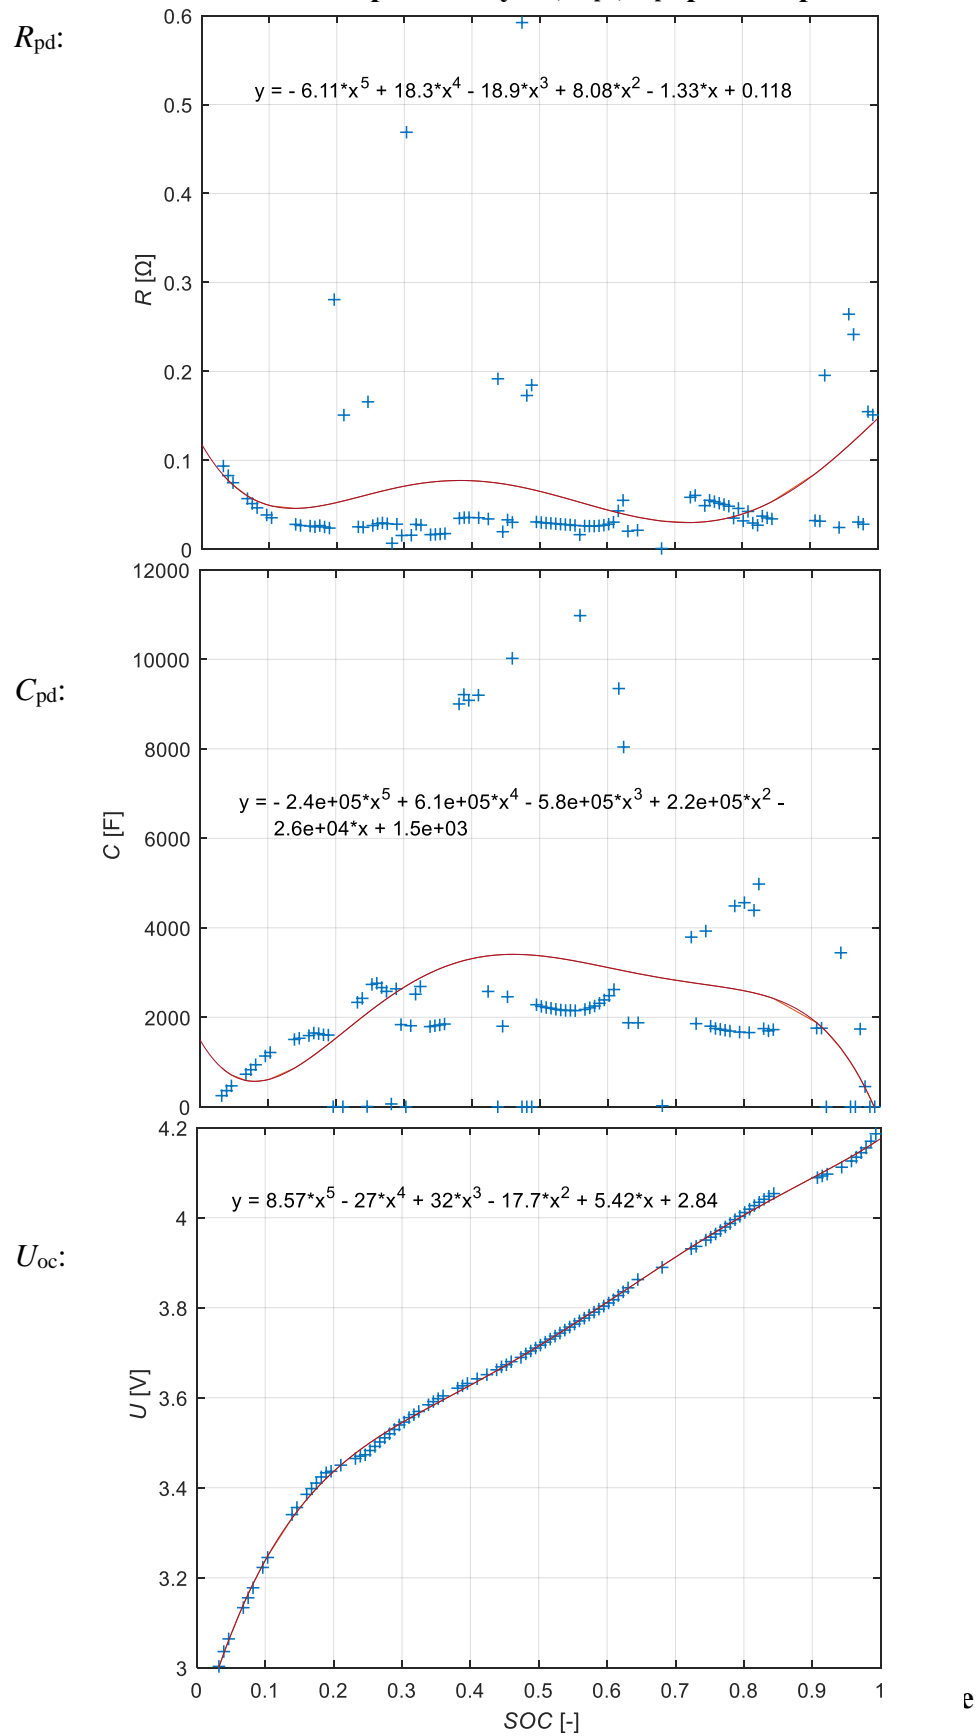 R_pd:
0.6
y = - 6.11*x^5 + 18.3*x^4 - 18.9*x^3 + 8.08*x^2 - 1.33*x + 0.118
0.5
0.4
R [Ω]
0.3
0.2
0.1
0
12000
10000
C_pd:
8000
y = - 2.4e+05*x^5 + 6.1e+05*x^4 - 5.8e+05*x^3 + 2.2e+05*x^2 -
2.6e+04*x + 1.5e+03
C [F]
6000
4000
2000
0
4.2
y = 8.57*x^5 - 27*x^4 + 32*x^3 - 17.7*x^2 + 5.42*x + 2.84
4
U_oc:
3.8
U [V]
3.6
3.4
3.2
3
0 0.1 0.2 0.3 0.4 0.5 0.6 0.7 0.8 0.9 1
SOC [-]
e